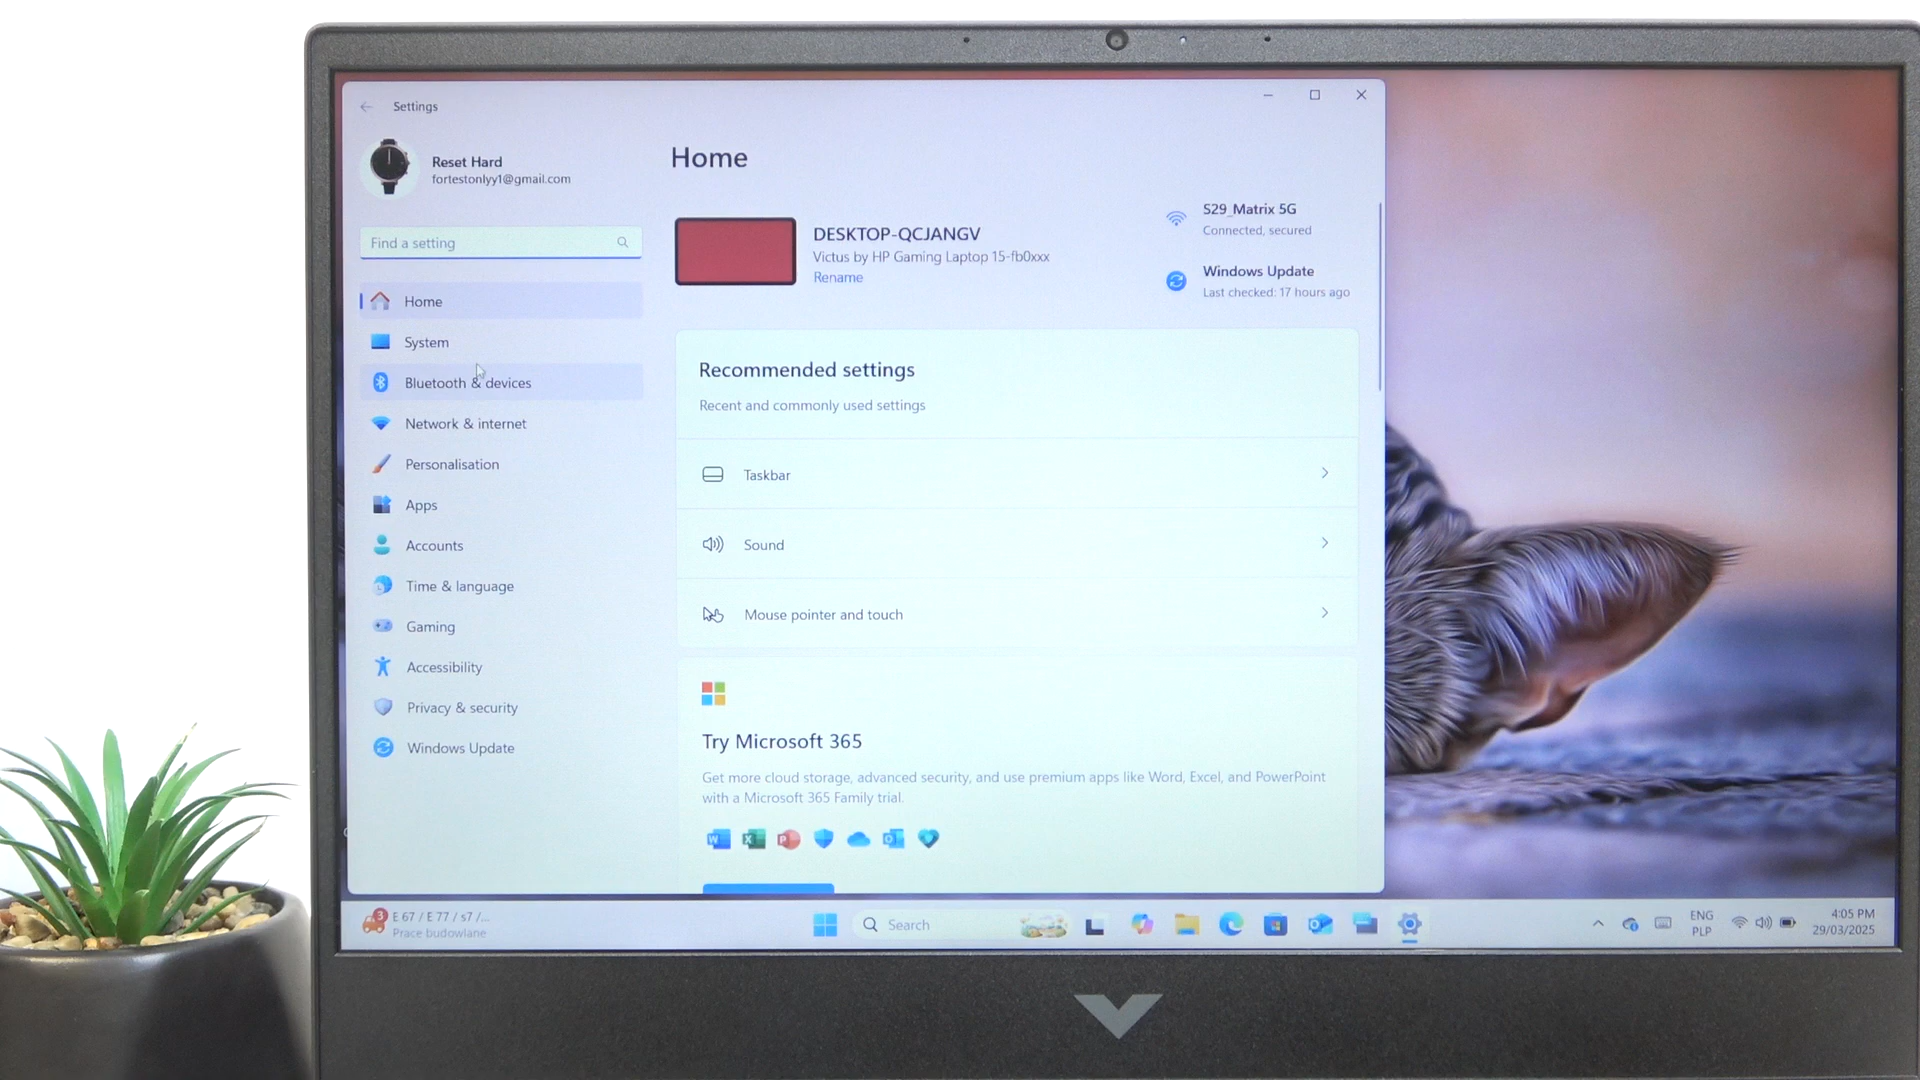 Settings
Reset Hard
fortestonlyy1@gmail.com
Find a setting
Home
System
Bluetooth & devices
Network & internet
Personalisation
Apps
Accounts
Time & language
Gaming
Accessibility
Privacy & security
Windows Update
Home
DESKTOP-QCJANGV
Victus by HP Gaming Laptop 15-fb0xxx
Rename
S29_Matrix 5G
Connected, secured
Windows Update
Last checked: 17 hours ago
Recommended settings
Recent and commonly used settings
Taskbar
Sound
Mouse pointer and touch
Try Microsoft 365
Get more cloud storage, advanced security, and use premium apps like Word, Excel, and PowerPoint
with a Microsoft 365 Family trial.
3
E 67 / E 77 / s7 /...
Prace budowlane
Search
ENG
PLP
4:05 PM
29/03/2025